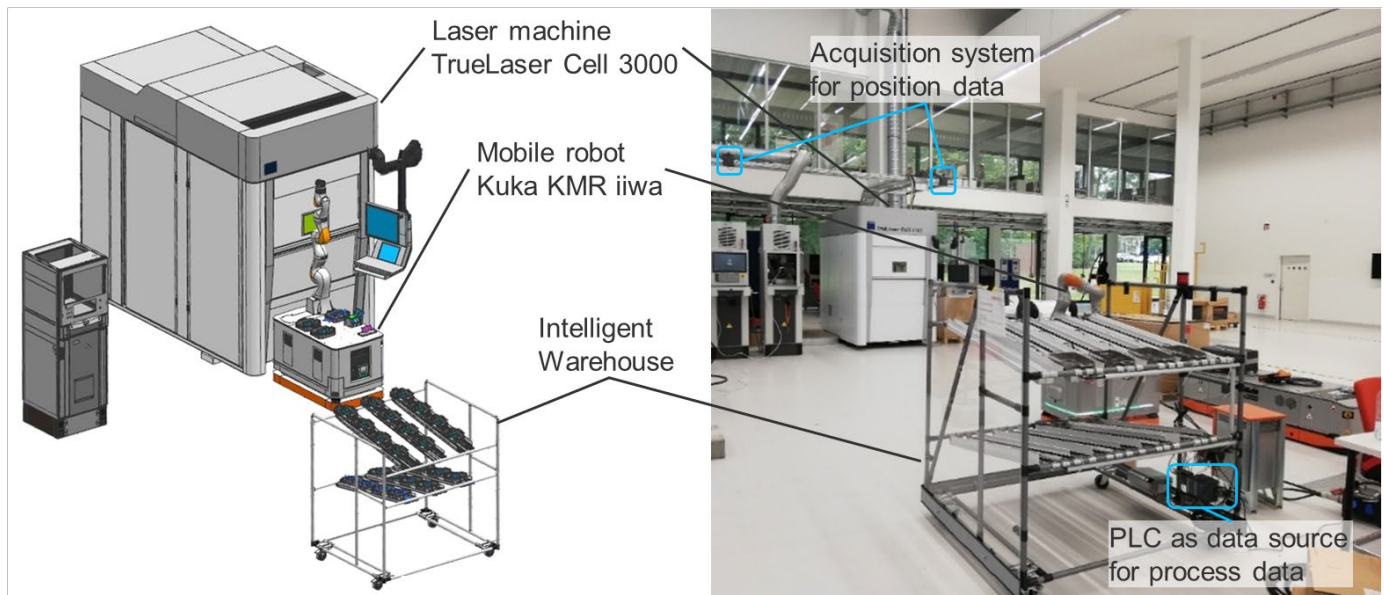 Laser machine
TrueLaser Cell 3000
Mobile robot
Kuka KMR iiwa
Intelligent
Warehouse
Acquisition system
for position data
PLC as data source
for process data